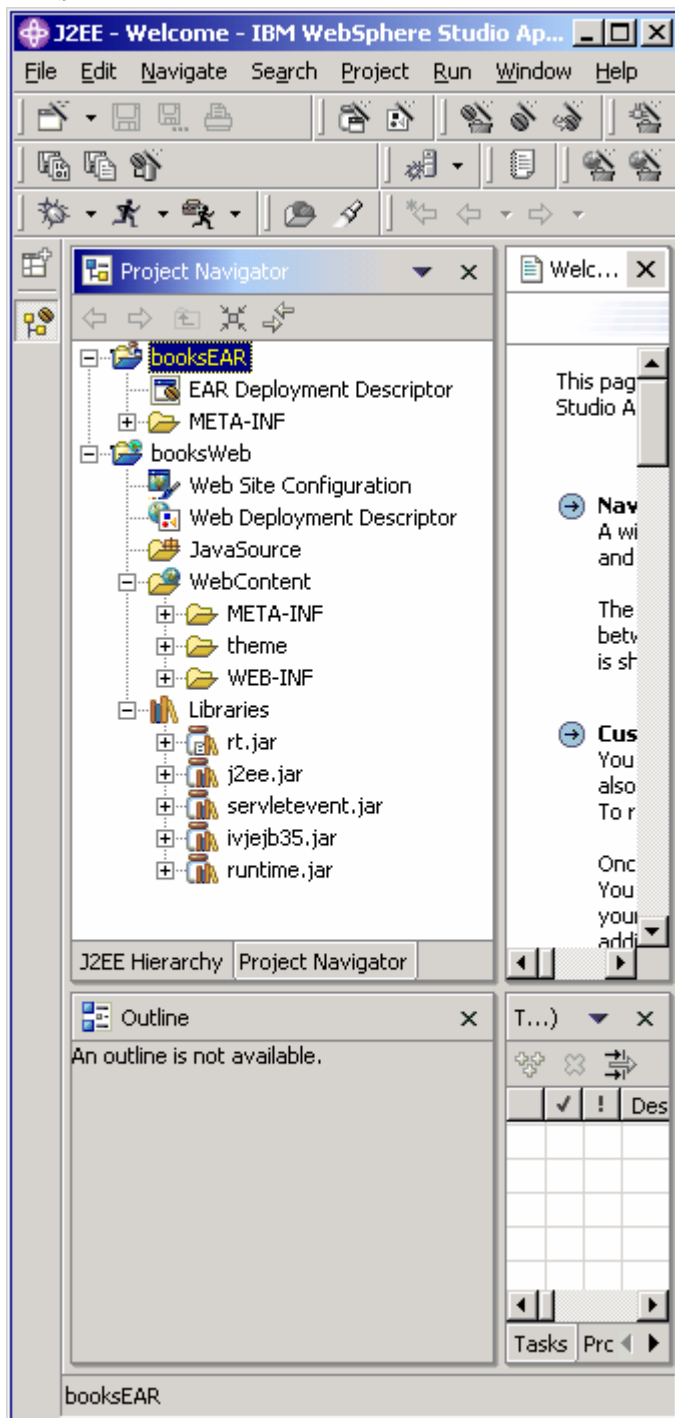 J2EE - Welcome - IBM WebSphere Studio Ap...
File Edit Navigate Search Project Run Window Help
Project Navigator
Welc...
booksEAR
EAR Deployment Descriptor
META-INF
booksWeb
Web Site Configuration
Web Deployment Descriptor
JavaSource
WebContent
META-INF
theme
WEB-INF
Libraries
rt.jar
j2ee.jar
servletevent.jar
ivjejb35.jar
runtime.jar
J2EE Hierarchy Project Navigator
This pag
Studio A
Nav
A wi
and
The
betw
is sh
Cus
You
also
To r
Onc
You
your
addi
Outline
An outline is not available.
T...)
! Des
Tasks Prc
booksEAR